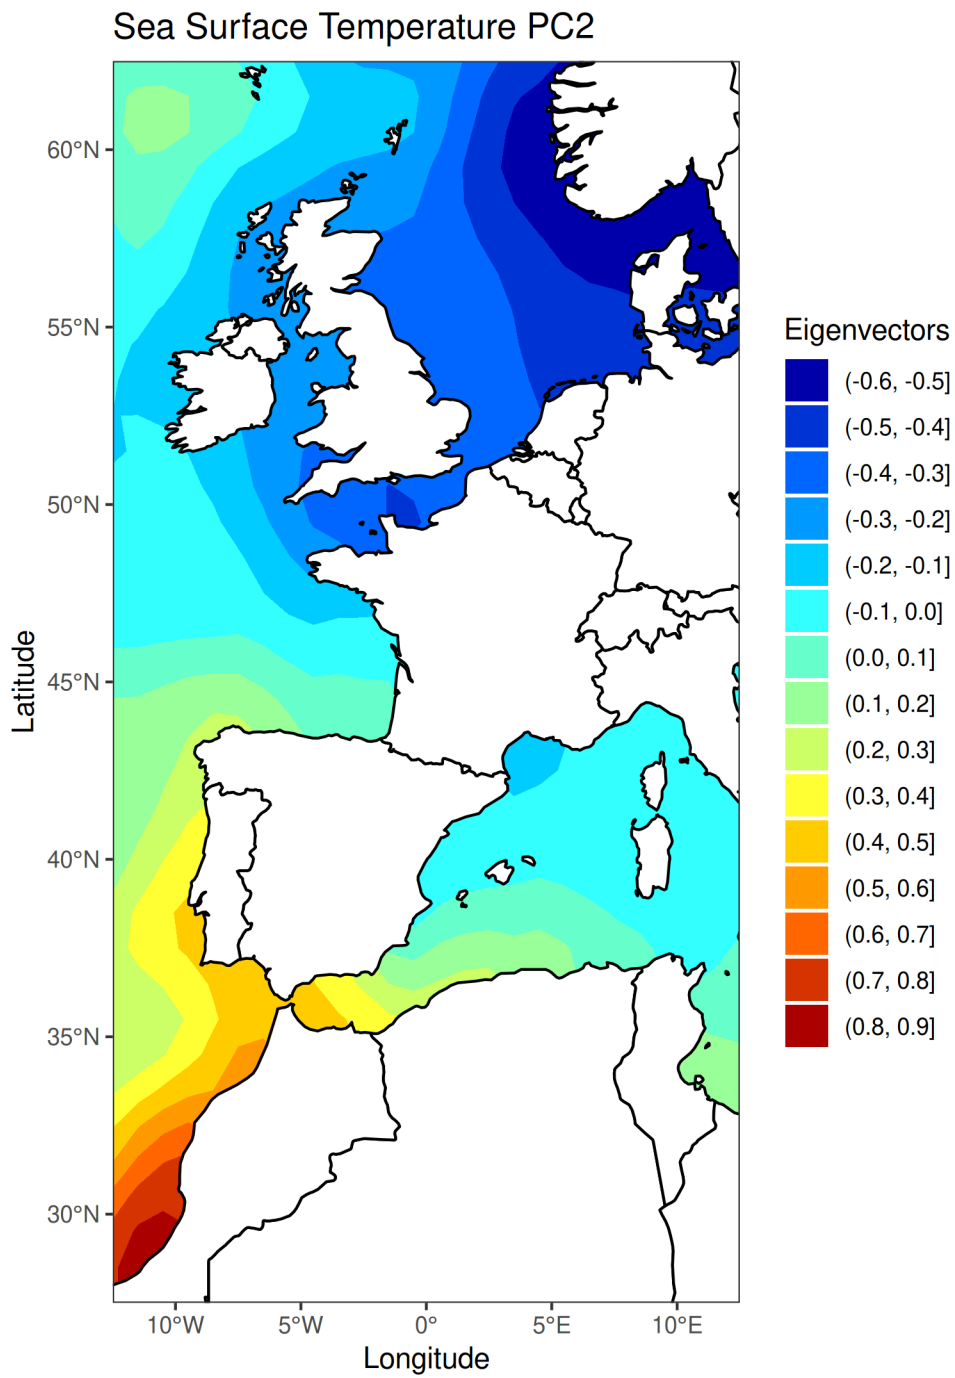 Sea Surface Temperature PC2
60°N
55°N
50°N
45°N
40°N
35°N
30°N
Latitude
10°W
5°W
0°
5°E
10°E
Longitude
Eigenvectors
(-0.6, -0.5]
(-0.5, -0.4]
(-0.4, -0.3]
(-0.3, -0.2]
(-0.2, -0.1]
(-0.1, 0.0]
(0.0, 0.1]
(0.1, 0.2]
(0.2, 0.3]
(0.3, 0.4]
(0.4, 0.5]
(0.5, 0.6]
(0.6, 0.7]
(0.7, 0.8]
(0.8, 0.9]